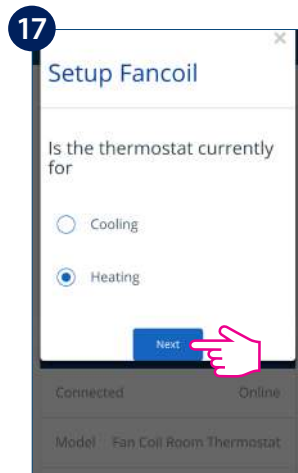 17
×
Setup Fancoil
Is the thermostat currently
for
Cooling
Heating
Next
Connected Online
Model Fan Coil Room Thermostat